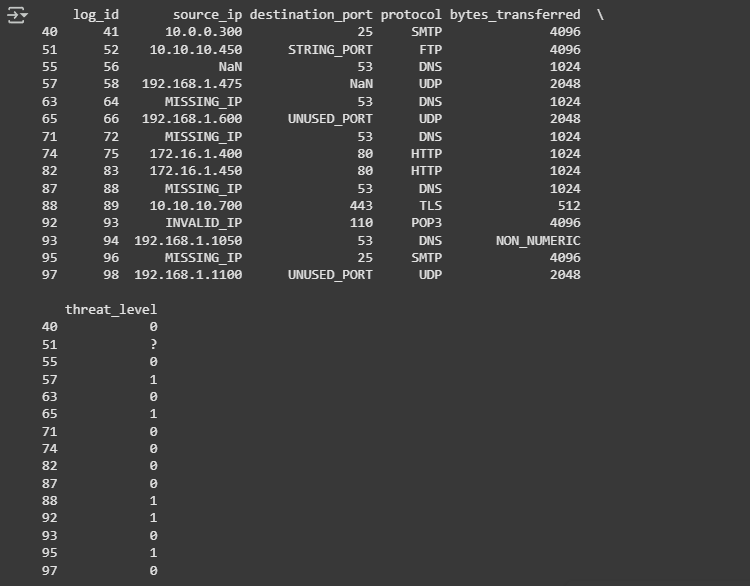 log_id source_ip destination_port protocol bytes_transferred \
40 41 10.0.0.300 25 SMTP 4096
51 52 10.10.10.450 STRING_PORT FTP 4096
55 56 NaN 53 DNS 1024
57 58 192.168.1.475 NaN UDP 2048
63 64 MISSING_IP 53 DNS 1024
65 66 192.168.1.600 UNUSED_PORT UDP 2048
71 72 MISSING_IP 53 DNS 1024
74 75 172.16.1.400 80 HTTP 1024
82 83 172.16.1.450 80 HTTP 1024
87 88 MISSING_IP 53 DNS 1024
88 89 10.10.10.700 443 TLS 512
92 93 INVALID_IP 110 POP3 4096
93 94 192.168.1.1050 53 DNS NON_NUMERIC
95 96 MISSING_IP 25 SMTP 4096
97 98 192.168.1.1100 UNUSED_PORT UDP 2048
threat_level
40 0
51 ?
55 0
57 1
63 0
65 1
71 0
74 0
82 0
87 0
88 1
92 1
93 0
95 1
97 0